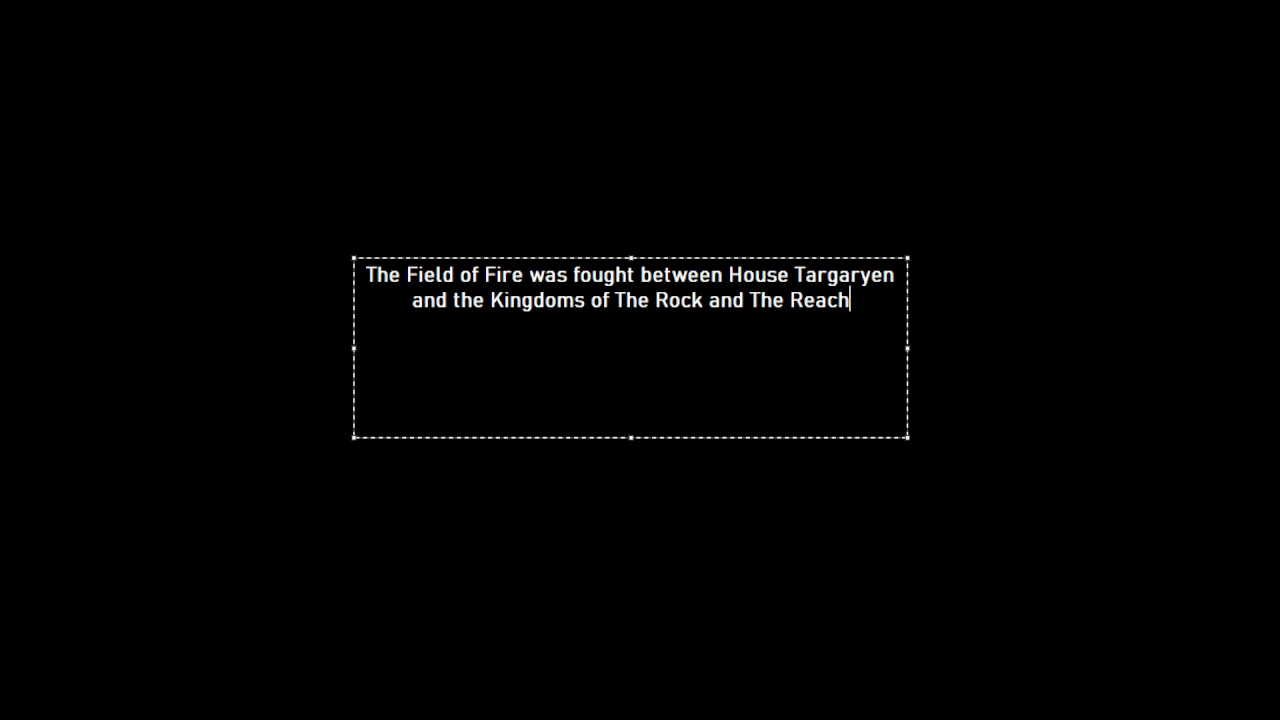 The Field of Fire was fought between House Targaryen
and the Kingdoms of The Rock and The Reach